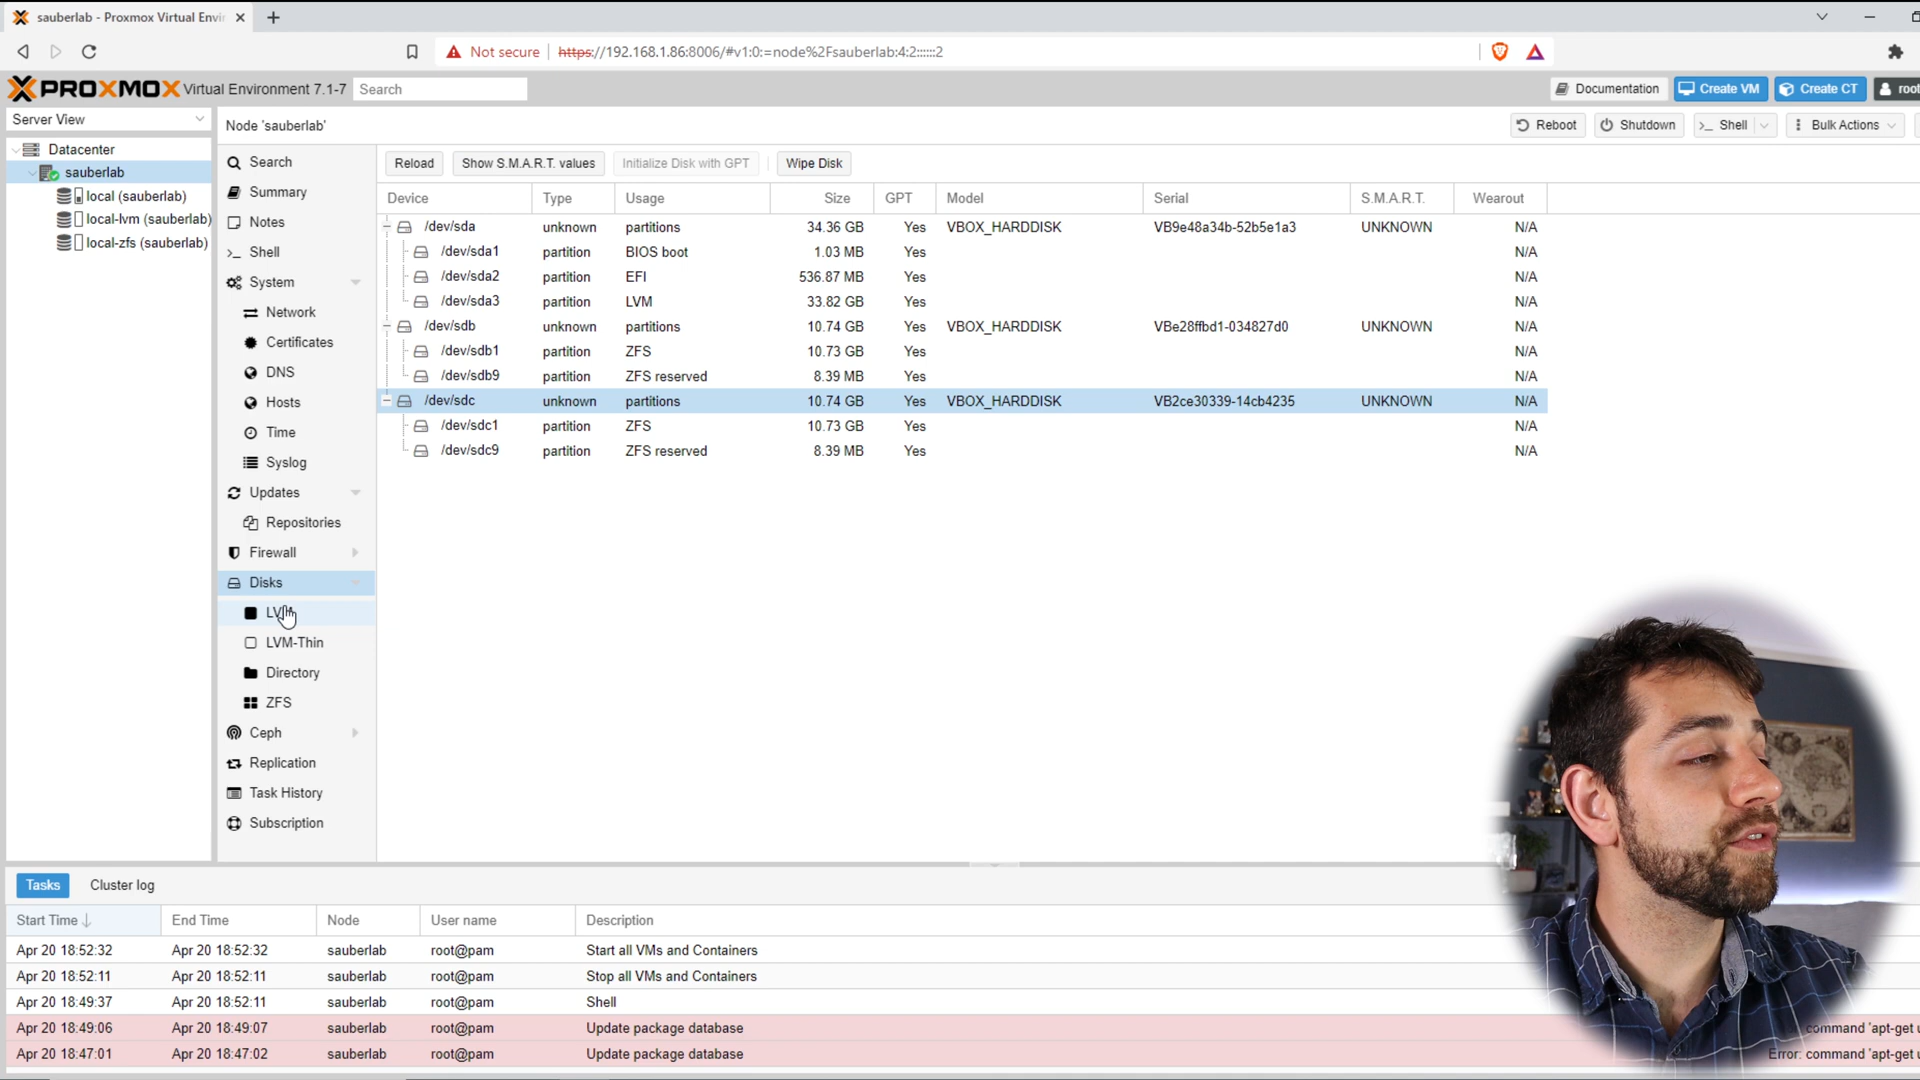 sauberlab - Proxmox Virtual Envi
Not secure https://192.168.1.86:8006/#v1:0:=node%2Fsauberlab:4:2::::::2
PROXMOX Virtual Environment 7.1-7 Search Documentation Create VM Create CT root
Server View
Node 'sauberlab' Reboot Shutdown >_ Shell Bulk Actions
Datacenter
sauberlab
local (sauberlab)
local-lvm (sauberlab)
local-zfs (sauberlab)
Search
Summary
Notes
>_ Shell
System
Network
Certificates
DNS
Hosts
Time
Syslog
Updates
Repositories
Firewall
Disks
LVM
LVM-Thin
Directory
ZFS
Ceph
Replication
Task History
Subscription
Reload Show S.M.A.R.T. values Initialize Disk with GPT Wipe Disk
Device Type Usage Size GPT Model Serial S.M.A.R.T. Wearout
/dev/sda unknown partitions 34.36 GB Yes VBOX_HARDDISK VB9e48a34b-52b5e1a3 UNKNOWN N/A
/dev/sda1 partition BIOS boot 1.03 MB Yes N/A
/dev/sda2 partition EFI 536.87 MB Yes N/A
/dev/sda3 partition LVM 33.82 GB Yes N/A
/dev/sdb unknown partitions 10.74 GB Yes VBOX_HARDDISK VBe28ffbd1-034827d0 UNKNOWN N/A
/dev/sdb1 partition ZFS 10.73 GB Yes N/A
/dev/sdb9 partition ZFS reserved 8.39 MB Yes N/A
/dev/sdc unknown partitions 10.74 GB Yes VBOX_HARDDISK VB2ce30339-14cb4235 UNKNOWN N/A
/dev/sdc1 partition ZFS 10.73 GB Yes N/A
/dev/sdc9 partition ZFS reserved 8.39 MB Yes N/A
Tasks Cluster log
Start Time End Time Node User name Description
Apr 20 18:52:32 Apr 20 18:52:32 sauberlab root@pam Start all VMs and Containers
Apr 20 18:52:11 Apr 20 18:52:11 sauberlab root@pam Stop all VMs and Containers
Apr 20 18:49:37 Apr 20 18:52:11 sauberlab root@pam Shell
Apr 20 18:49:06 Apr 20 18:49:07 sauberlab root@pam Update package database command 'apt-get u
Apr 20 18:47:01 Apr 20 18:47:02 sauberlab root@pam Update package database Error: command 'apt-get u